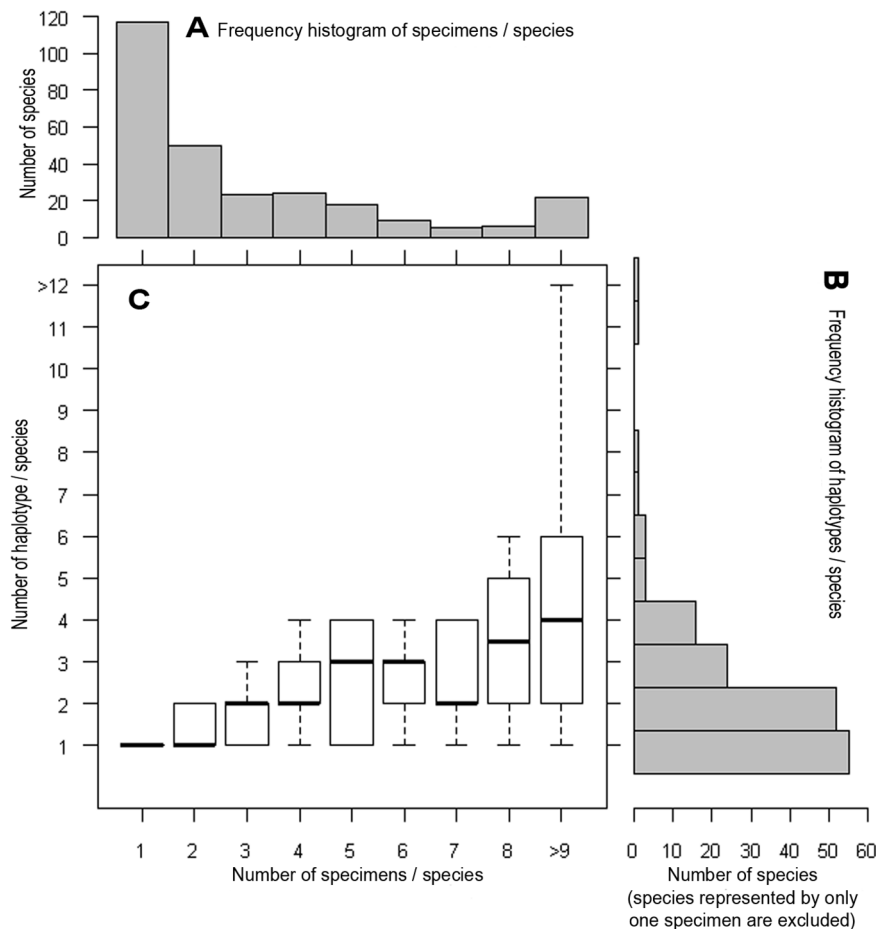 A Frequency histogram of specimens / species
Number of species
120
100
80
60
40
20
0
C
Number of haplotype / species
>12
11
10
9
8
7
6
5
4
3
2
1
1 2 3 4 5 6 7 8 >9
Number of specimens / species
B Frequency histogram of haplotypes / species
0 10 20 30 40 50 60
Number of species
(species represented by only
one specimen are excluded)